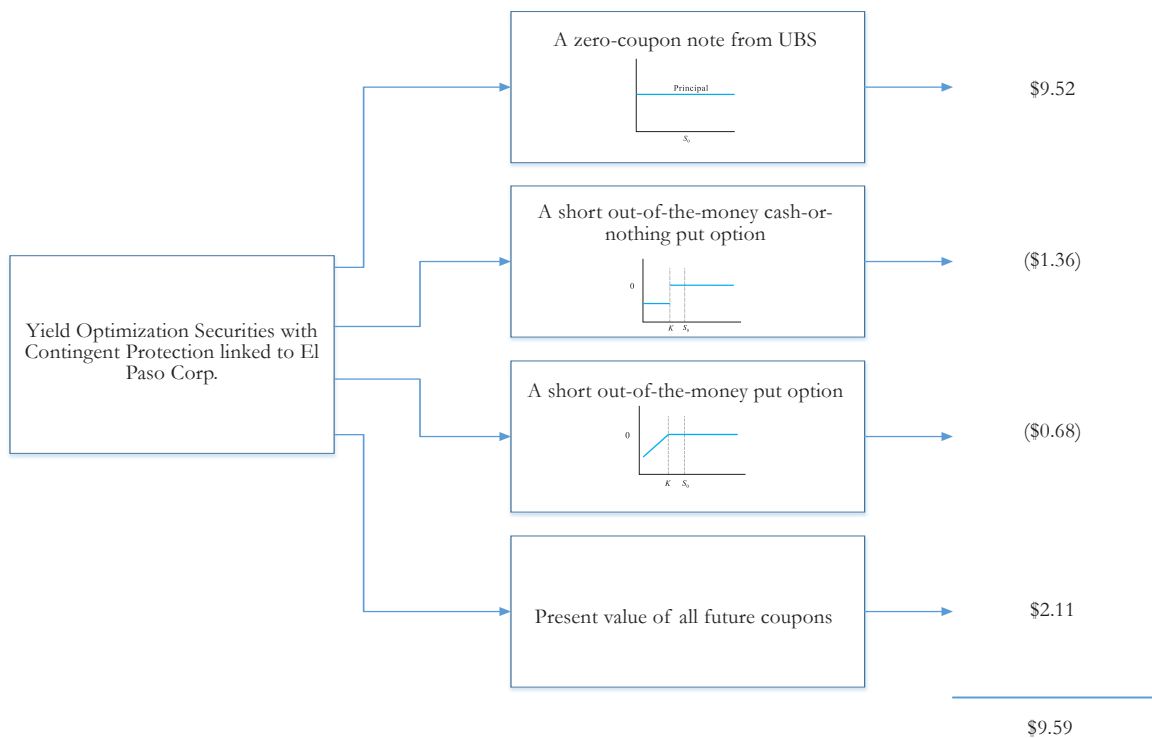 A zero-coupon note from UBS
Principal
S0
$9.52
A short out-of-the-money cash-or-
nothing put option
0
K
S0
($1.36)
Yield Optimization Securities with
Contingent Protection linked to El
Paso Corp.
A short out-of-the-money put option
0
K
S0
($0.68)
Present value of all future coupons
$2.11
$9.59